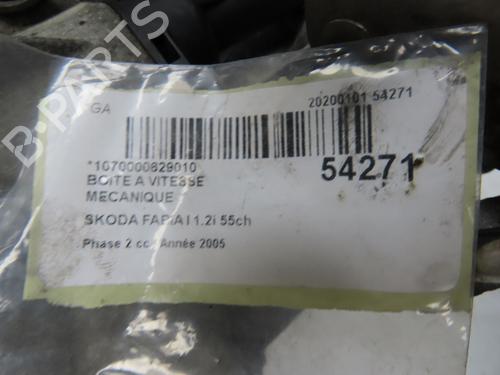 GA
20200101 54271
*1070000829010
54271
BOITE A VITESSE
MECANIQUE
SKODA FABIA I 1.2i 55ch
Phase 2 cc / Année 2005
B-PARTS